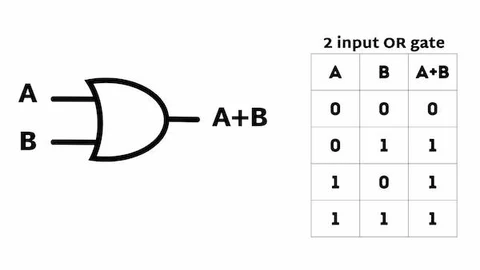 A
B
A+B
2 input OR gate
A B A+B
0 0 0
0 1 1
1 0 1
1 1 1